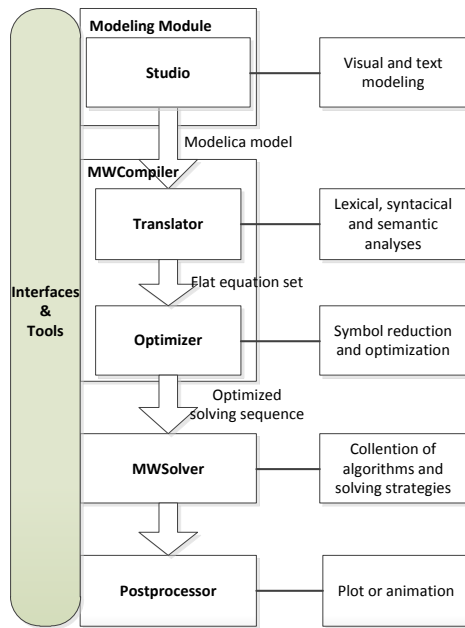 Modeling Module
Studio
Visual and text
modeling
Modelica model
MWCompiler
Translator
Lexical, syntacical
and semantic
analyses
Flat equation set
Interfaces
&
Tools
Optimizer
Symbol reduction
and optimization
Optimized
solving sequence
MWSolver
Collention of
algorithms and
solving strategies
Postprocessor
Plot or animation